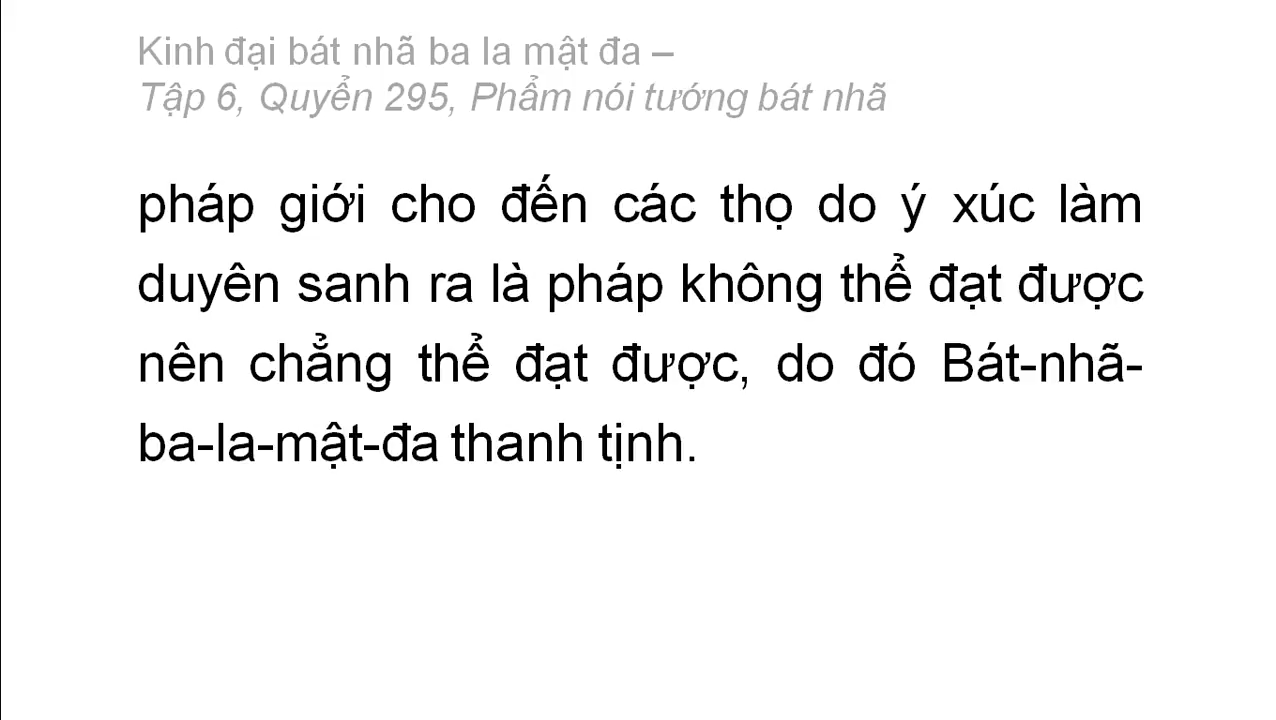 Kinh đại bát nhã ba la mật đa –
Tập 6, Quyển 295, Phẩm nói tướng bát nhã
pháp giới cho đến các thọ do ý xúc làm
duyên sanh ra là pháp không thể đạt được
nên chẳng thể đạt được, do đó Bát-nhã-
ba-la-mật-đa thanh tịnh.